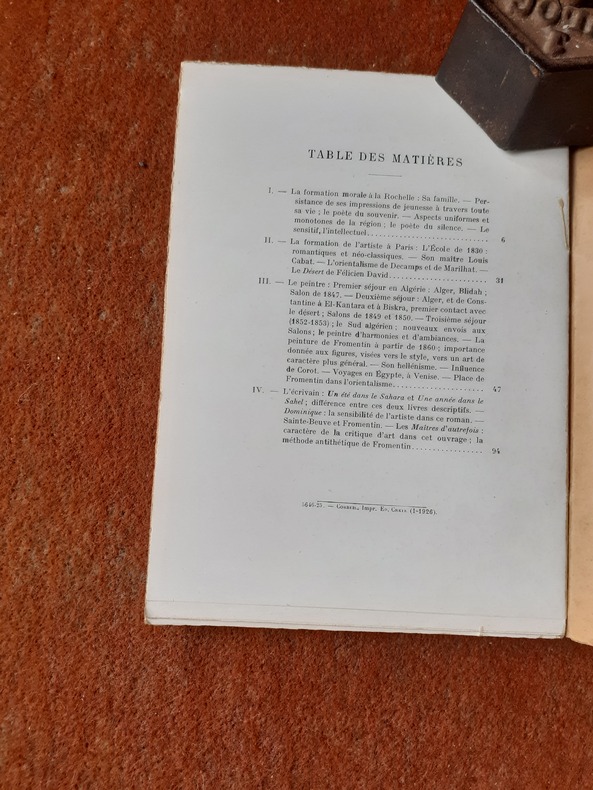 TABLE DES MATIÈRES
I. — La formation morale à la Rochelle : Sa famille. — Per-
sistance de ses impressions de jeunesse à travers toute
sa vie ; le poète du souvenir. — Aspects uniformes et
monotones de la région ; le poète du silence. — Le
sensitif, l'intellectuel. 6
II. — La formation de l'artiste à Paris : L'École de 1830 :
romantiques et néo-classiques. — Son maître Louis
Cabat. — L'orientalisme de Decamps et de Marilhat. —
Le Désert de Félicien David. 31
III. — Le peintre : Premier séjour en Algérie : Alger, Blidah ;
Salon de 1847. — Deuxième séjour : Alger, et de Cons-
tantine à El-Kantara et à Biskra, premier contact avec
le désert ; Salons de 1849 et 1850. — Troisième séjour
(1852-1853) ; le Sud algérien ; nouveaux envois aux
Salons ; le peintre d'harmonies et d'ambiances. — La
peinture de Fromentin à partir de 1860 ; importance
donnée aux figures, visées vers le style, vers un art de
caractère plus général. — Son hellénisme. — Influence
de Corot. — Voyages en Égypte, à Venise. — Place de
Fromentin dans l'orientalisme. 47
IV. — L'écrivain : Un été dans le Sahara et Une année dans le
Sahel ; différence entre ces deux livres descriptifs. —
Dominique : la sensibilité de l'artiste dans ce roman. —
Sainte-Beuve et Fromentin. — Les Maîtres d'autrefois :
caractère de la critique d'art dans cet ouvrage ; la
méthode antithétique de Fromentin. 94
— Corbeil, Impr. Éd. Crété (1-1926).